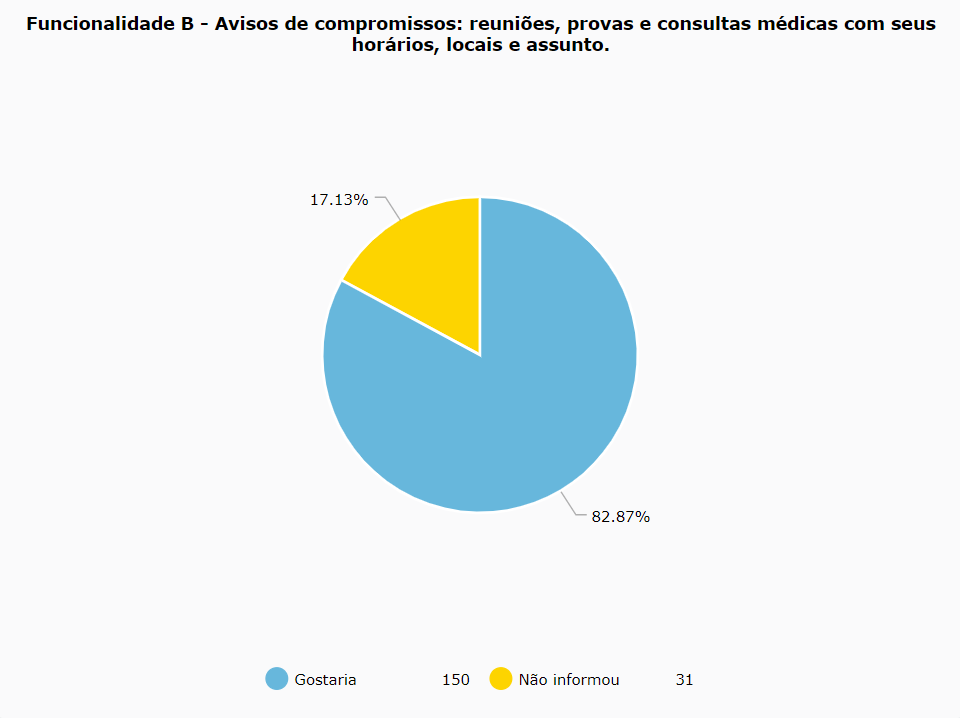 Funcionalidade B - Avisos de compromissos: reuniões, provas e consultas médicas com seus
horários, locais e assunto.
17.13%
82.87%
Gostaria 150 Não informou 31